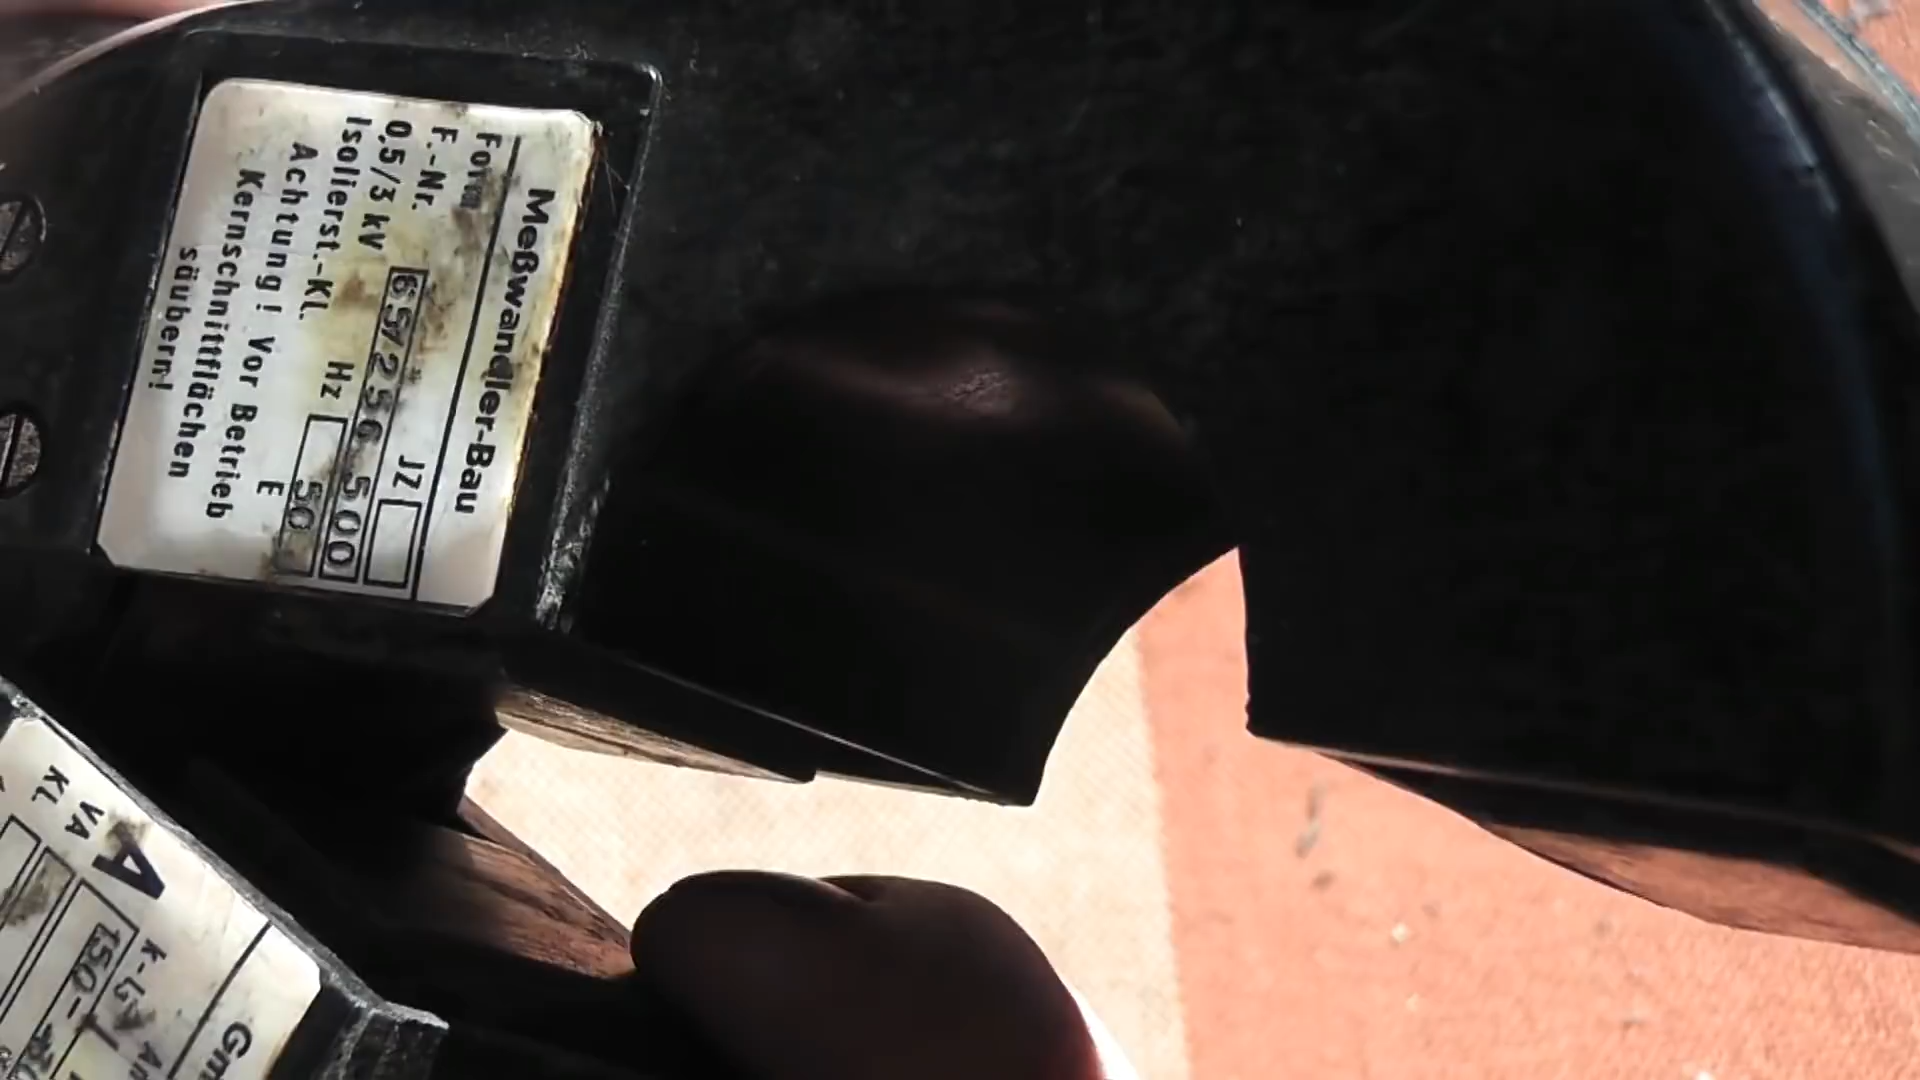 Meßwandler-Bau
Form JZ
F.-Nr. 65/256 500
0,5/3 kV Hz 50
Isolierst.-Kl. E
Achtung! Vor Betrieb
Kernschnittflächen
säubern!
K-L3
A 150-
VA
KL